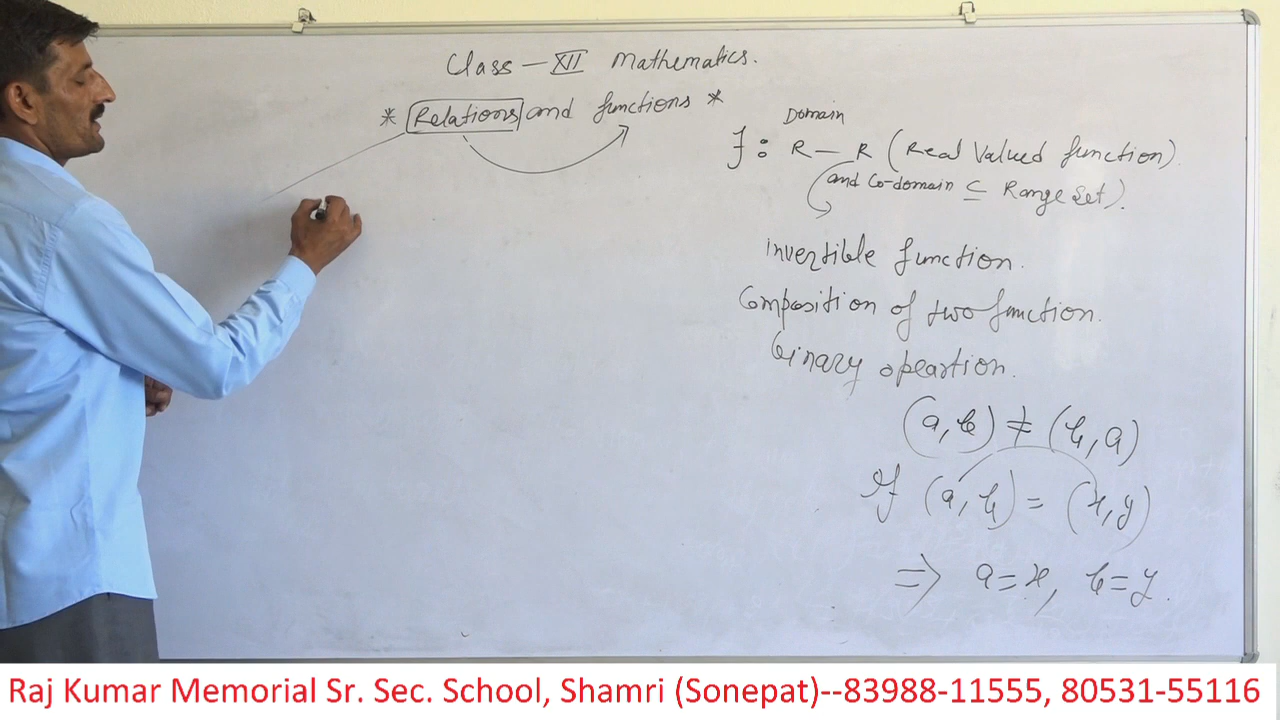 Class - XII Mathematics.
* Relations and functions *
Domain
f : R — R (Real Valued function)
and Co-domain ⊆ Range Set).
invertible function.
Composition of two function.
binary opeartion.
(a, b) ≠ (b, a)
If (a, b) = (x, y)
⇒ a = x, b = y.
Raj Kumar Memorial Sr. Sec. School, Shamri (Sonepat)--83988-11555, 80531-55116